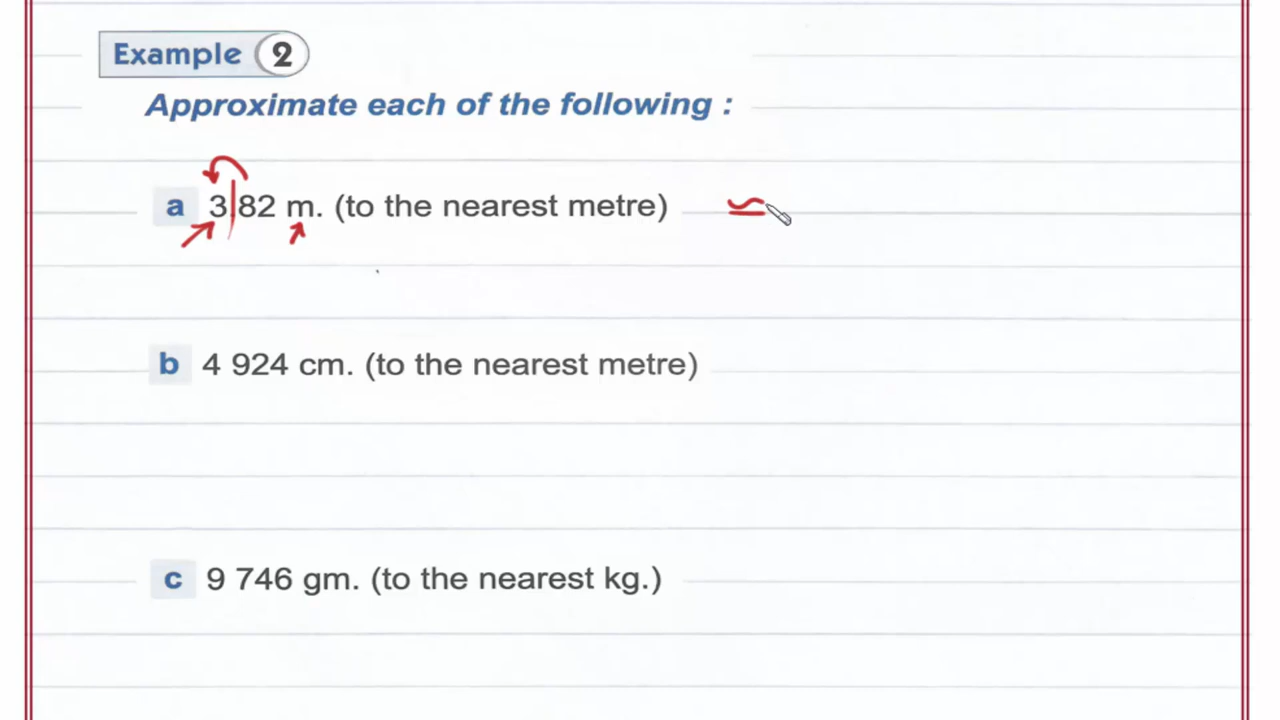 Example 2
Approximate each of the following :
a 3.82 m. (to the nearest metre) ≃
b 4 924 cm. (to the nearest metre)
c 9 746 gm. (to the nearest kg.)